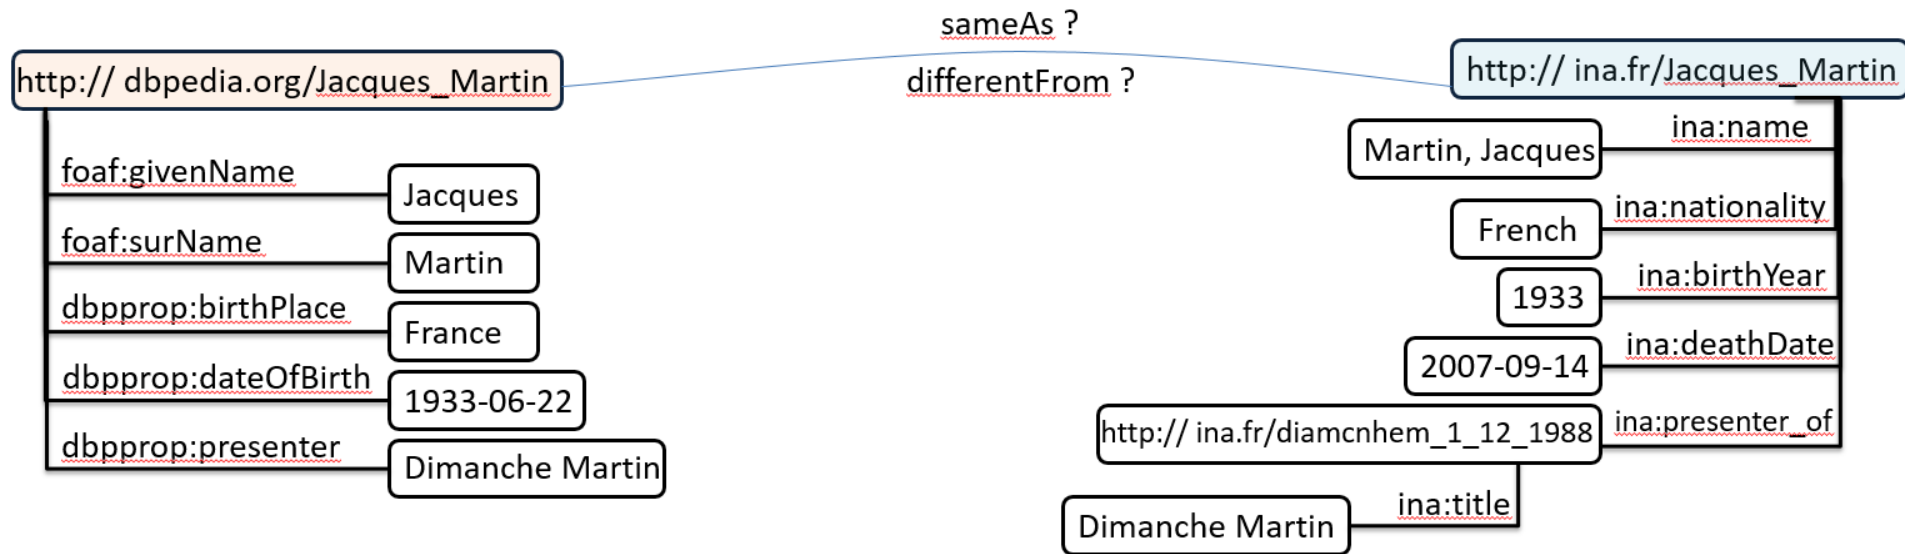 sameAs ?
differentFrom ?
http:// dbpedia.org/Jacques_Martin
foaf:givenName
Jacques
foaf:surName
Martin
dbpprop:birthPlace
France
dbpprop:dateOfBirth
1933-06-22
dbpprop:presenter
Dimanche Martin
http:// ina.fr/Jacques_Martin
ina:name
Martin, Jacques
ina:nationality
French
ina:birthYear
1933
ina:deathDate
2007-09-14
ina:presenter_of
http:// ina.fr/diamcnhem_1_12_1988
ina:title
Dimanche Martin